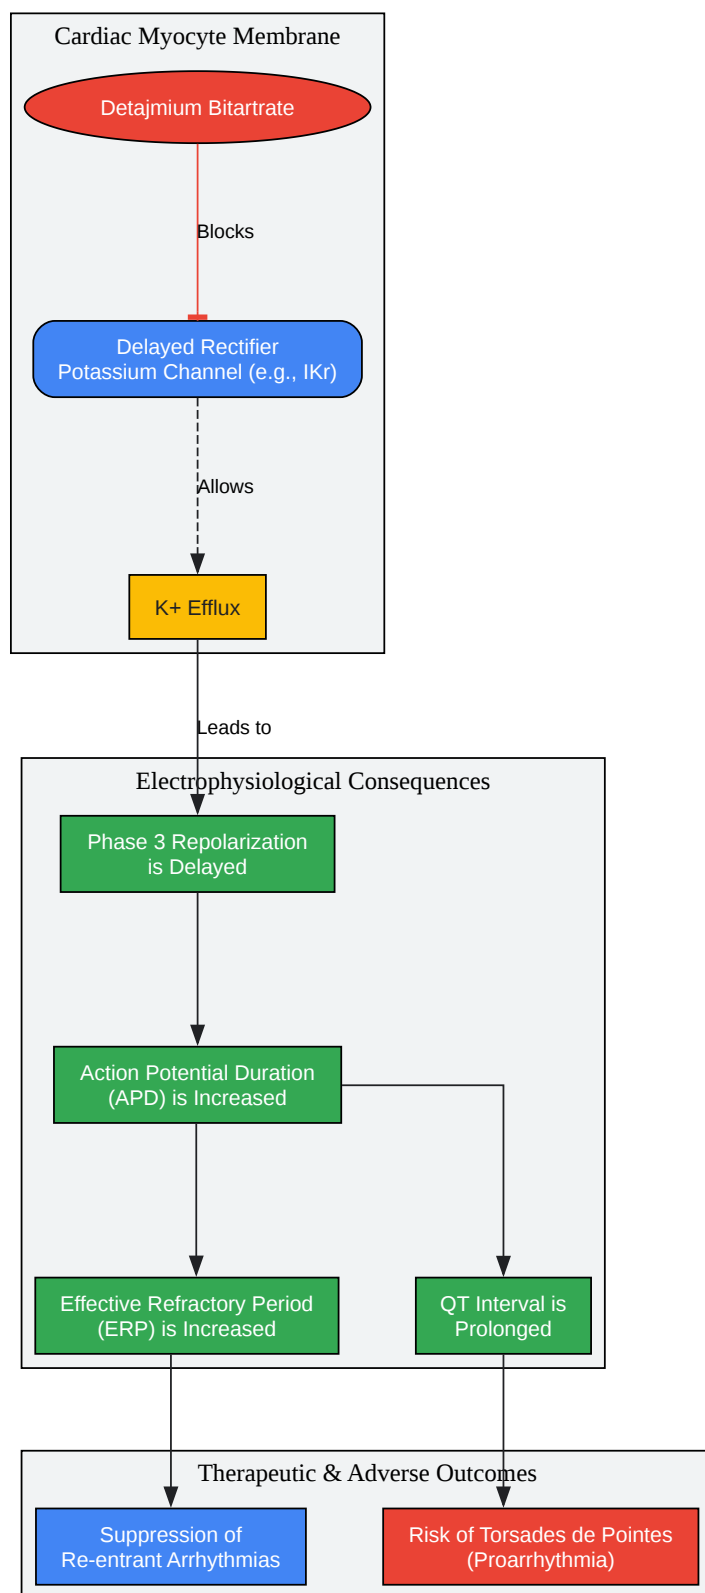 Cardiac Myocyte Membrane
Detajmium Bitartrate
Blocks
Delayed Rectifier
Potassium Channel (e.g., IKr)
Allows
K+ Efflux
Leads to
Electrophysiological Consequences
Phase 3 Repolarization
is Delayed
Action Potential Duration
(APD) is Increased
Effective Refractory Period
(ERP) is Increased
QT Interval is
Prolonged
Therapeutic & Adverse Outcomes
Suppression of
Re-entrant Arrhythmias
Risk of Torsades de Pointes
(Proarrhythmia)